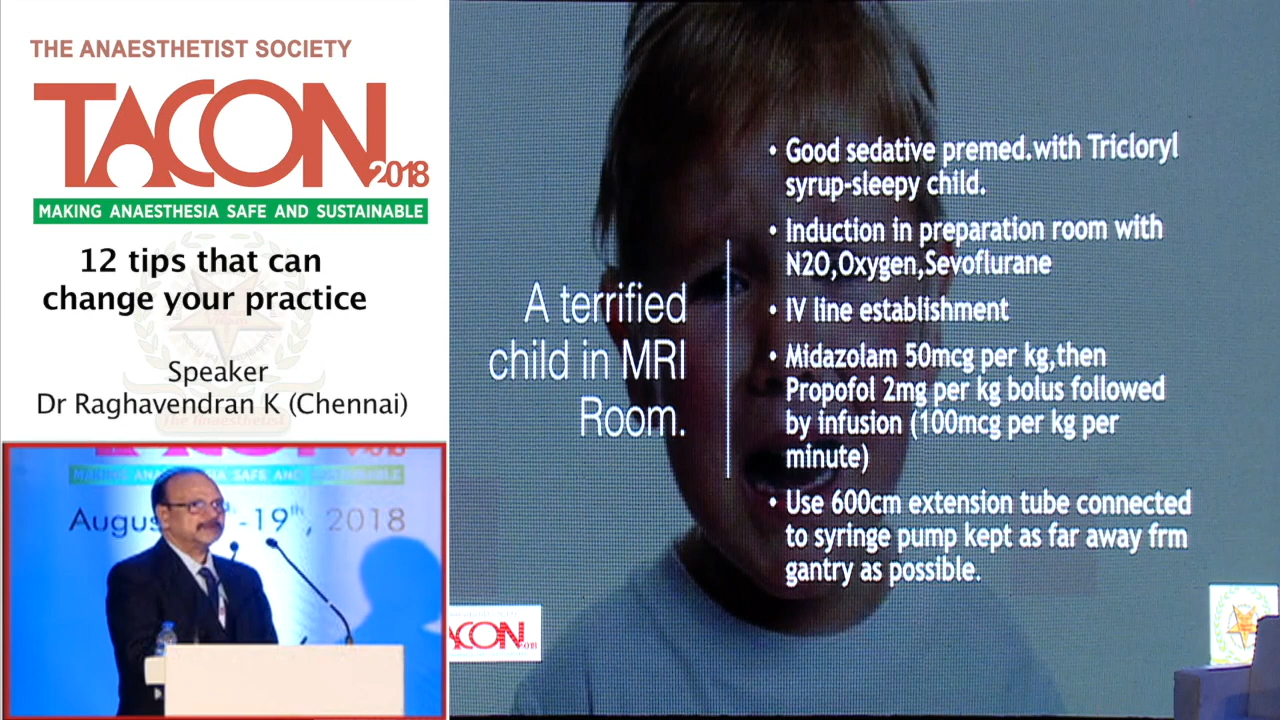 THE ANAESTHETIST SOCIETY
TACON
2018
MAKING ANAESTHESIA SAFE AND SUSTAINABLE
12 tips that can
change your practice
Speaker
Dr Raghavendran K (Chennai)
2018
MAKING ANAESTHESIA SAFE AND SUSTAINABLE
-19th, 2018
A terrified
child in MRI
Room.
• Good sedative premed.with Tricloryl
syrup-sleepy child.
• Induction in preparation room with
N2O,Oxygen,Sevoflurane
• IV line establishment
• Midazolam 50mcg per kg,then
Propofol 2mg per kg bolus followed
by infusion (100mcg per kg per
minute)
• Use 600cm extension tube connected
to syringe pump kept as far away frm
gantry as possible.
ACON